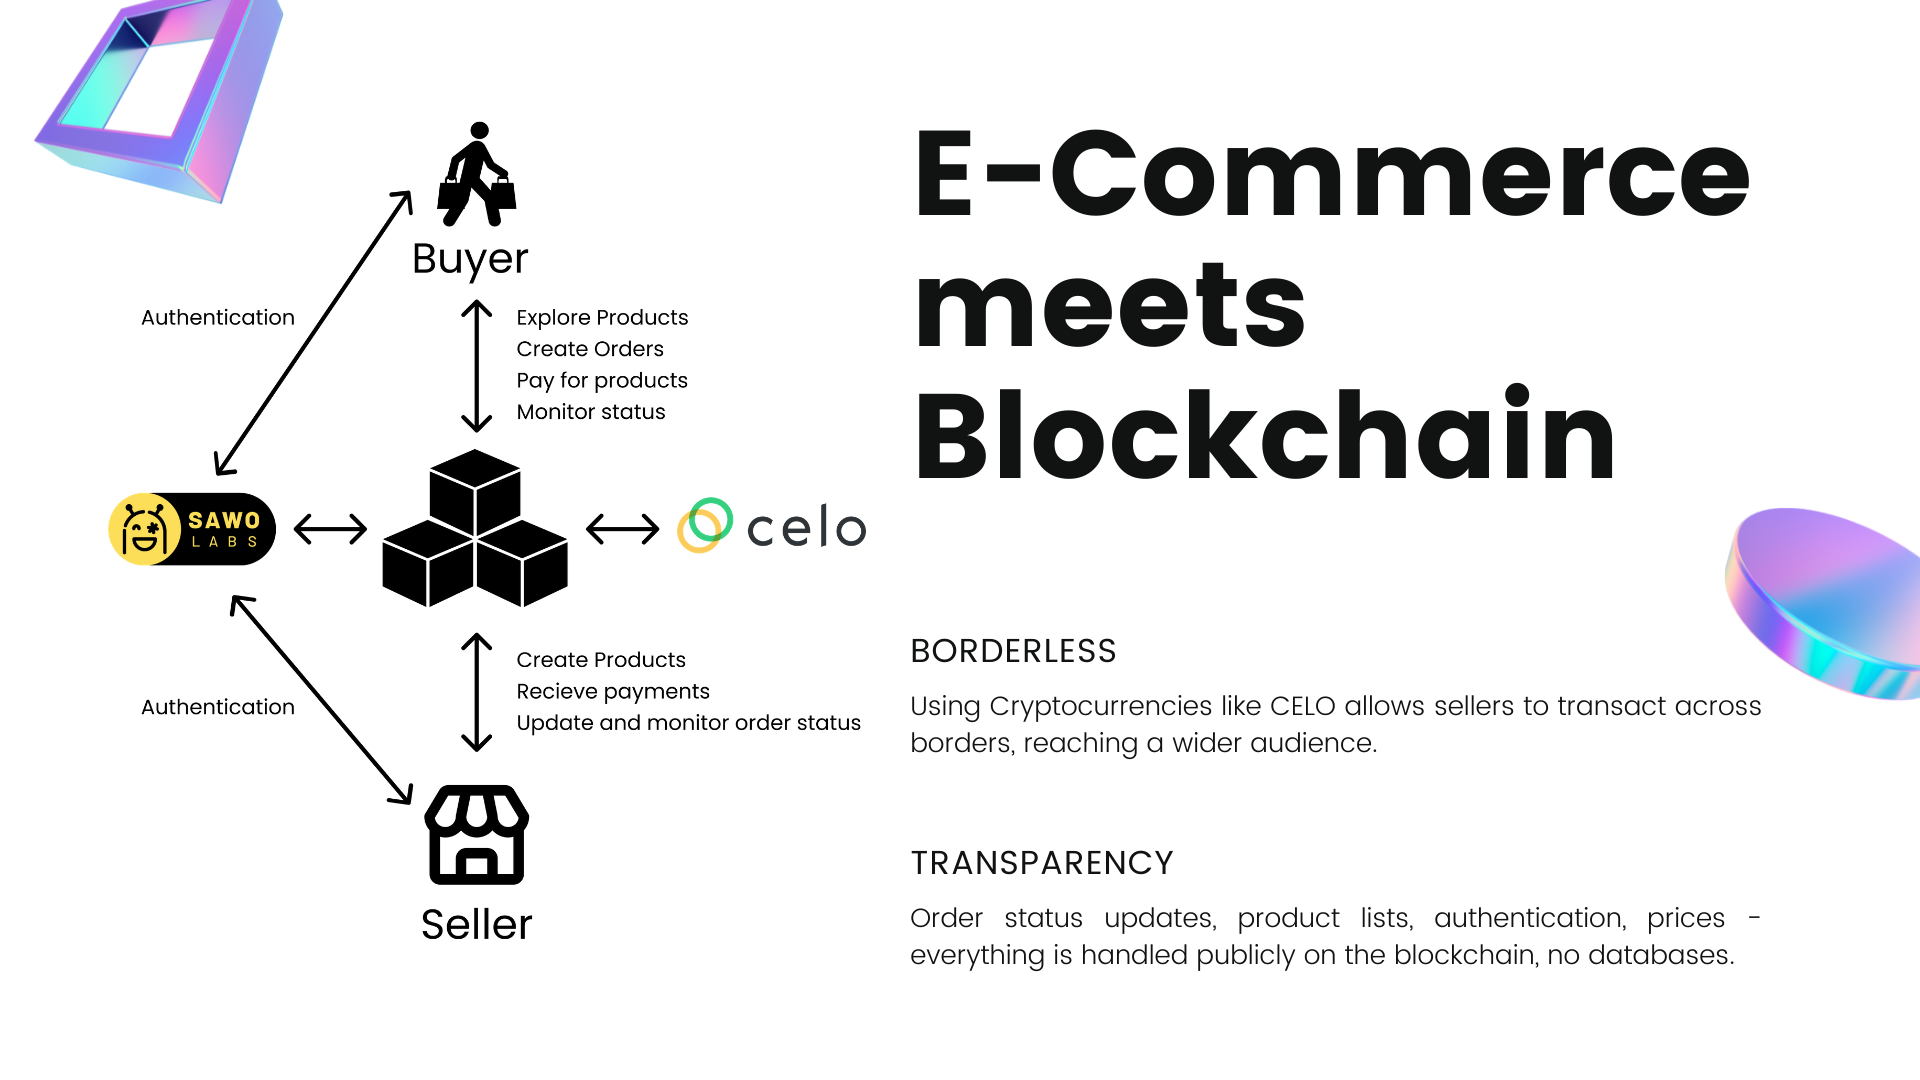 E-Commerce
meets
Blockchain
Buyer
Authentication
Explore Products
Create Orders
Pay for products
Monitor status
SAWO
LABS
celo
Authentication
Create Products
Recieve payments
Update and monitor order status
Seller
BORDERLESS
Using Cryptocurrencies like CELO allows sellers to transact across
borders, reaching a wider audience.
TRANSPARENCY
Order status updates, product lists, authentication, prices -
everything is handled publicly on the blockchain, no databases.